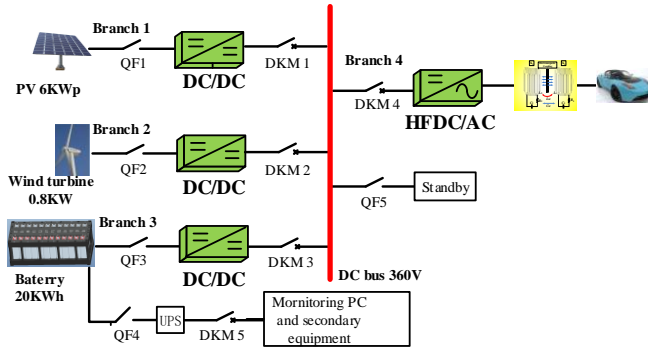 Branch 1
QF1
DC/DC
DKM 1
PV 6KWp
Branch 4
DKM 4
HFDC/AC
Branch 2
QF2
DC/DC
DKM 2
Wind turbine
0.8KW
QF5
Standby
Branch 3
QF3
DC/DC
DKM 3
DC bus 360V
Baterry
20KWh
QF4
UPS
DKM 5
Mornitoring PC
and secondary
equipment